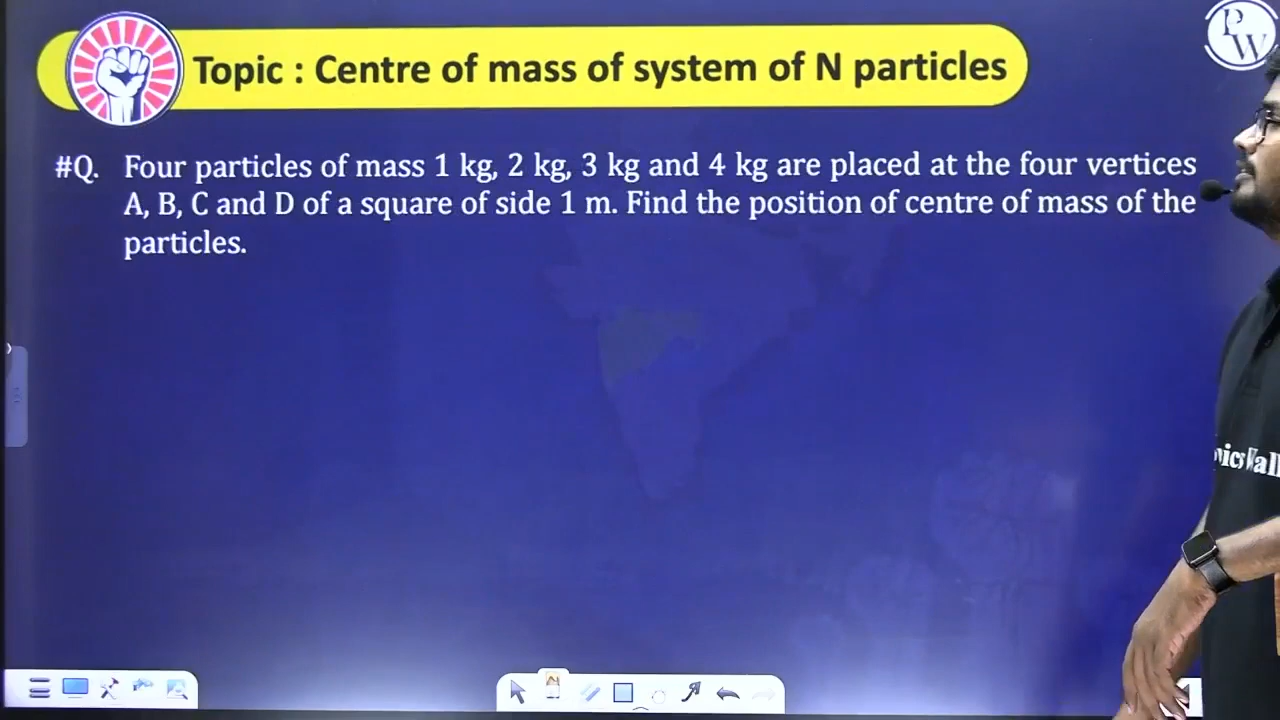 PW
Topic : Centre of mass of system of N particles
#Q. Four particles of mass 1 kg, 2 kg, 3 kg and 4 kg are placed at the four vertices
A, B, C and D of a square of side 1 m. Find the position of centre of mass of the
particles.